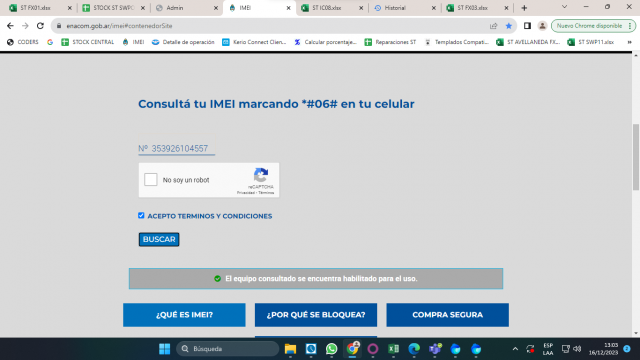 ST FX01.xlsx
STOCK ST SWPC
Admin
IMEI
ST IC08.xlsx
Historial
ST FX03.xlsx
enacom.gob.ar/imei#contenedorSite
Nuevo Chrome disponible
CODERS
STOCK CENTRAL
IMEI
Detalle de operación
Kerio Connect Clien...
Calcular porcentaje...
Reparaciones ST
Templados Compati...
ST AVELLANEDA FX...
ST SWP11.xlsx
Consultá tu IMEI marcando *#06# en tu celular
Nº 353926104557
No soy un robot
reCAPTCHA
Privacidad - Términos
ACEPTO TERMINOS Y CONDICIONES
BUSCAR
El equipo consultado se encuentra habilitado para el uso.
¿QUÉ ES IMEI?
¿POR QUÉ SE BLOQUEA?
COMPRA SEGURA
Búsqueda
ESP
LAA
13:03
16/12/2023